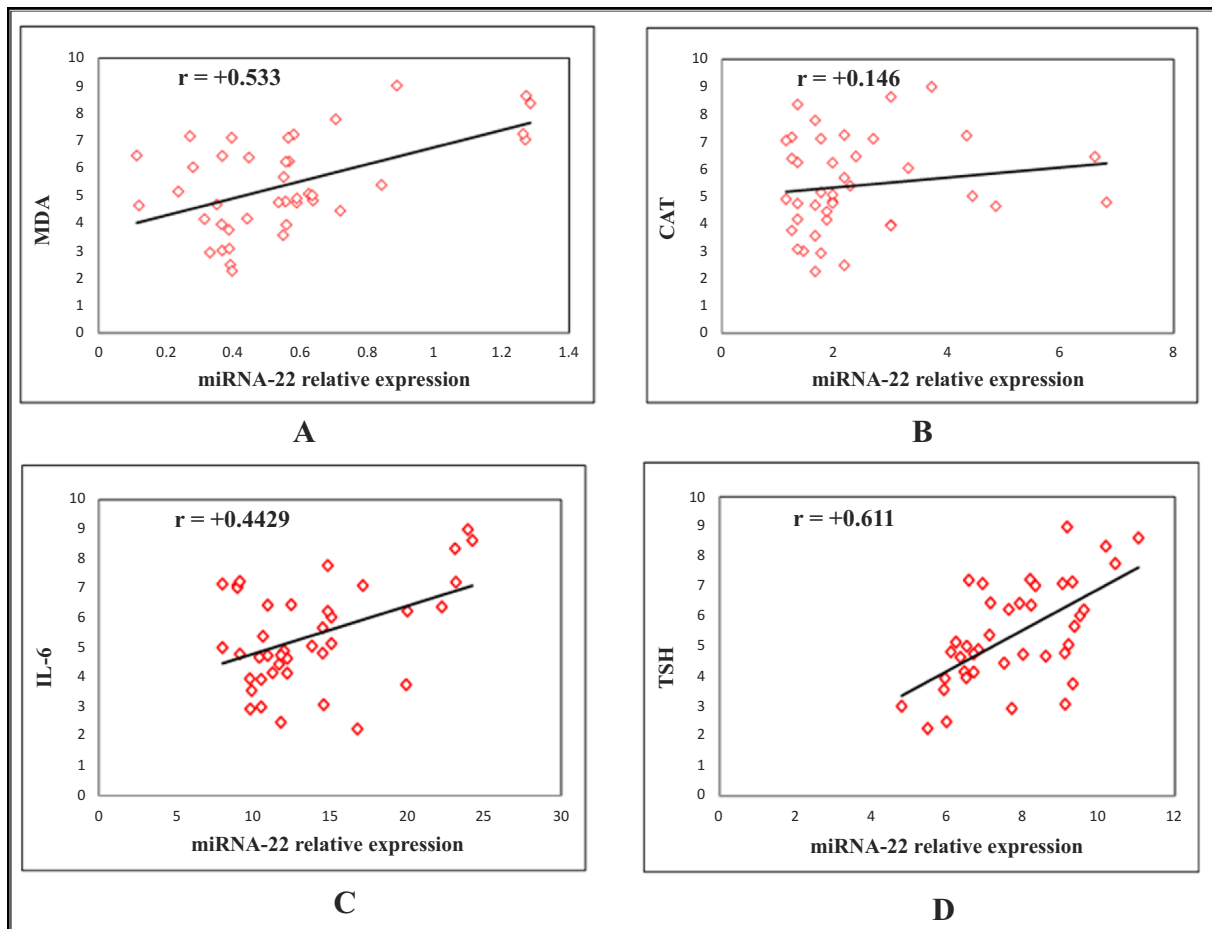 r = +0.533
10
9
8
7
6
5
4
3
2
1
0
MDA
0 0.2 0.4 0.6 0.8 1 1.2 1.4
miRNA-22 relative expression
A
r = +0.146
10
9
8
7
6
5
4
3
2
1
0
CAT
0 2 4 6 8
miRNA-22 relative expression
B
r = +0.4429
10
9
8
7
6
5
4
3
2
1
0
IL-6
0 5 10 15 20 25 30
miRNA-22 relative expression
C
r = +0.611
10
9
8
7
6
5
4
3
2
1
0
TSH
0 2 4 6 8 10 12
miRNA-22 relative expression
D